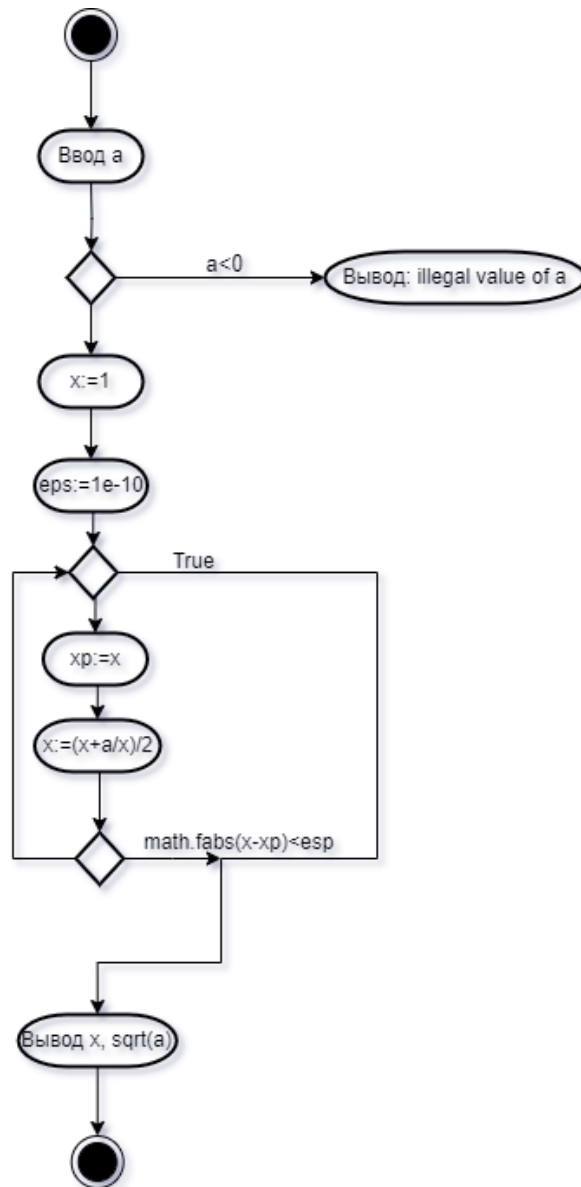 Ввод a
a<0
Вывод: illegal value of a
x:=1
eps:=1e-10
True
xp:=x
x:=(x+a/x)/2
math.fabs(x-xp)<esp
Вывод x, sqrt(a)